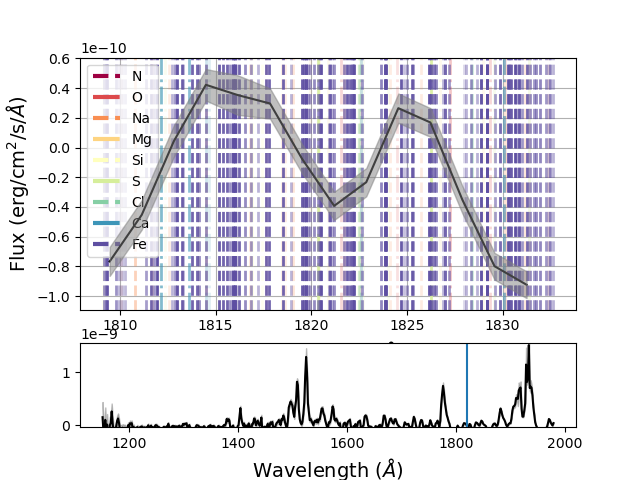 1e−10
0.6
0.4
0.2
0.0
−0.2
−0.4
−0.6
−0.8
−1.0
Flux (erg/cm²/s/Å)
N
O
Na
Mg
Si
S
Cl
Ca
Fe
1810 1815 1820 1825 1830
1e−9
1
0
1200 1400 1600 1800 2000
Wavelength (Å)